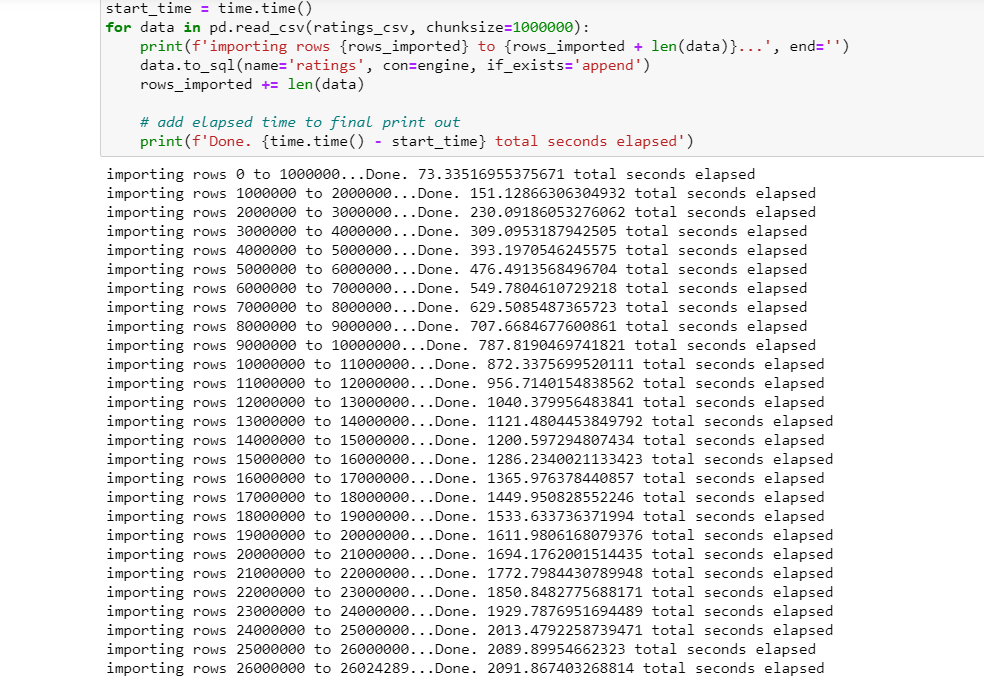 start_time = time.time()
for data in pd.read_csv(ratings_csv, chunksize=1000000):
    print(f'importing rows {rows_imported} to {rows_imported + len(data)}...', end='')
    data.to_sql(name='ratings', con=engine, if_exists='append')
    rows_imported += len(data)
    # add elapsed time to final print out
    print(f'Done. {time.time() - start_time} total seconds elapsed')
importing rows 0 to 1000000...Done. 73.33516955375671 total seconds elapsed
importing rows 1000000 to 2000000...Done. 151.12866306304932 total seconds elapsed
importing rows 2000000 to 3000000...Done. 230.09186053276062 total seconds elapsed
importing rows 3000000 to 4000000...Done. 309.0953187942505 total seconds elapsed
importing rows 4000000 to 5000000...Done. 393.1970546245575 total seconds elapsed
importing rows 5000000 to 6000000...Done. 476.4913568496704 total seconds elapsed
importing rows 6000000 to 7000000...Done. 549.7804610729218 total seconds elapsed
importing rows 7000000 to 8000000...Done. 629.5085487365723 total seconds elapsed
importing rows 8000000 to 9000000...Done. 707.6684677600861 total seconds elapsed
importing rows 9000000 to 10000000...Done. 787.8190469741821 total seconds elapsed
importing rows 10000000 to 11000000...Done. 872.3375699520111 total seconds elapsed
importing rows 11000000 to 12000000...Done. 956.7140154838562 total seconds elapsed
importing rows 12000000 to 13000000...Done. 1040.379956483841 total seconds elapsed
importing rows 13000000 to 14000000...Done. 1121.4804453849792 total seconds elapsed
importing rows 14000000 to 15000000...Done. 1200.597294807434 total seconds elapsed
importing rows 15000000 to 16000000...Done. 1286.2340021133423 total seconds elapsed
importing rows 16000000 to 17000000...Done. 1365.976378440857 total seconds elapsed
importing rows 17000000 to 18000000...Done. 1449.950828552246 total seconds elapsed
importing rows 18000000 to 19000000...Done. 1533.633736371994 total seconds elapsed
importing rows 19000000 to 20000000...Done. 1611.9806168079376 total seconds elapsed
importing rows 20000000 to 21000000...Done. 1694.1762001514435 total seconds elapsed
importing rows 21000000 to 22000000...Done. 1772.7984430789948 total seconds elapsed
importing rows 22000000 to 23000000...Done. 1850.8482775688171 total seconds elapsed
importing rows 23000000 to 24000000...Done. 1929.7876951694489 total seconds elapsed
importing rows 24000000 to 25000000...Done. 2013.4792258739471 total seconds elapsed
importing rows 25000000 to 26000000...Done. 2089.89954662323 total seconds elapsed
importing rows 26000000 to 26024289...Done. 2091.867403268814 total seconds elapsed